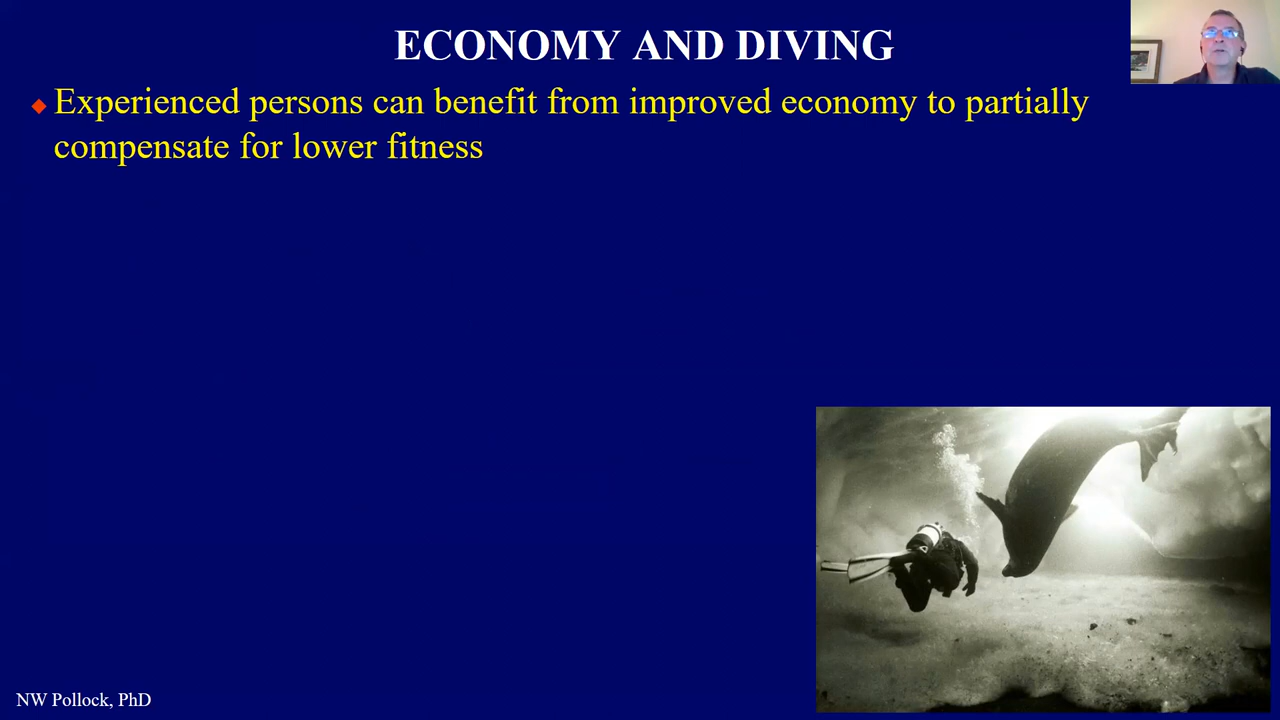 ECONOMY AND DIVING
Experienced persons can benefit from improved economy to partially
compensate for lower fitness
NW Pollock, PhD